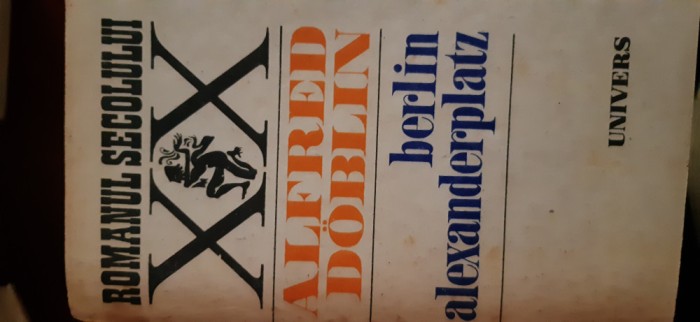 ROMANUL SECOLULUI
XX
ALFRED
DÖBLIN
berlin
alexanderplatz
UNIVERS